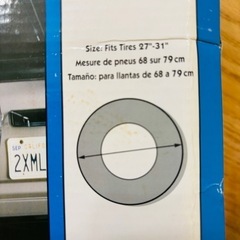 Size: Fits Tires 27"-31"
Mesure de pneus 68 sur 79 cm
Tamaño: para llantas de 68 a 79 cm
2XML